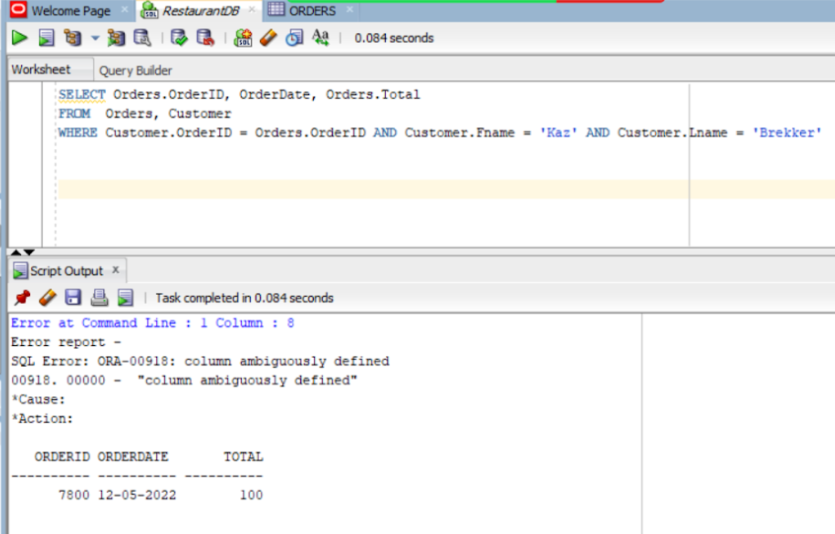 Welcome Page × RestaurantDB × ORDERS ×
0.084 seconds
Worksheet Query Builder
SELECT Orders.OrderID, OrderDate, Orders.Total
FROM Orders, Customer
WHERE Customer.OrderID = Orders.OrderID AND Customer.Fname = 'Kaz' AND Customer.Lname = 'Brekker'
Script Output ×
Task completed in 0.084 seconds
Error at Command Line : 1 Column : 8
Error report -
SQL Error: ORA-00918: column ambiguously defined
00918. 00000 - "column ambiguously defined"
*Cause:
*Action:
ORDERID ORDERDATE TOTAL
---------- ---------- ----------
7800 12-05-2022 100